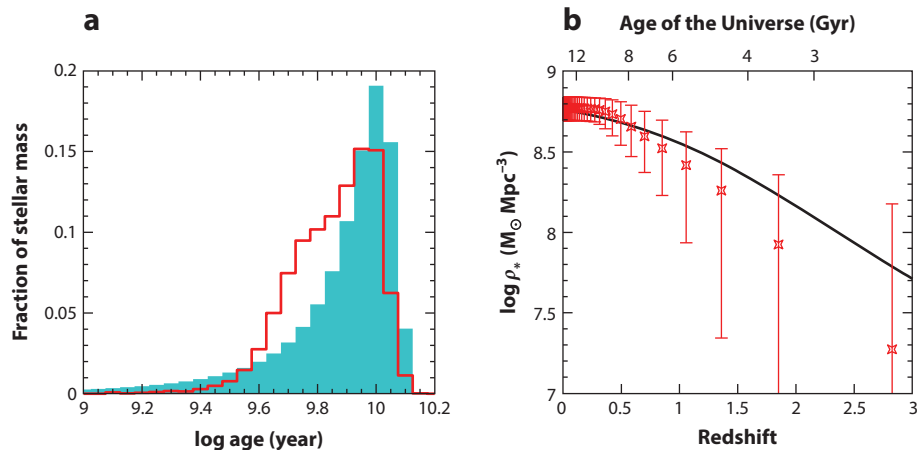 a
Fraction of stellar mass
0.2
0.15
0.1
0.05
0
9 9.2 9.4 9.6 9.8 10 10.2
log age (year)
b
Age of the Universe (Gyr)
12 8 6 4 3
log ρ* (M⊙ Mpc⁻³)
9
8.5
8
7.5
7
0 0.5 1 1.5 2 2.5 3
Redshift